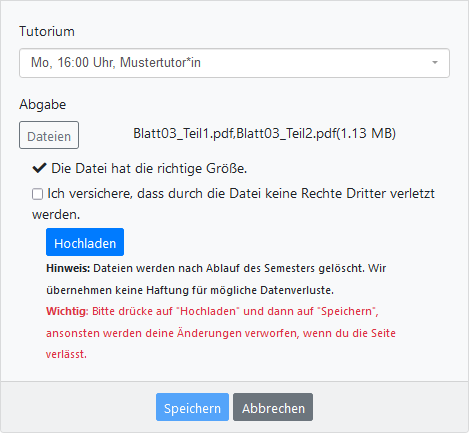 Tutorium
Mo, 16:00 Uhr, Mustertutor*in
Abgabe
Dateien Blatt03_Teil1.pdf,Blatt03_Teil2.pdf(1.13 MB)
Die Datei hat die richtige Größe.
Ich versichere, dass durch die Datei keine Rechte Dritter verletzt
werden.
Hochladen
Hinweis: Dateien werden nach Ablauf des Semesters gelöscht. Wir
übernehmen keine Haftung für mögliche Datenverluste.
Wichtig: Bitte drücke auf "Hochladen" und dann auf "Speichern",
ansonsten werden deine Änderungen verworfen, wenn du die Seite
verlässt.
Speichern Abbrechen